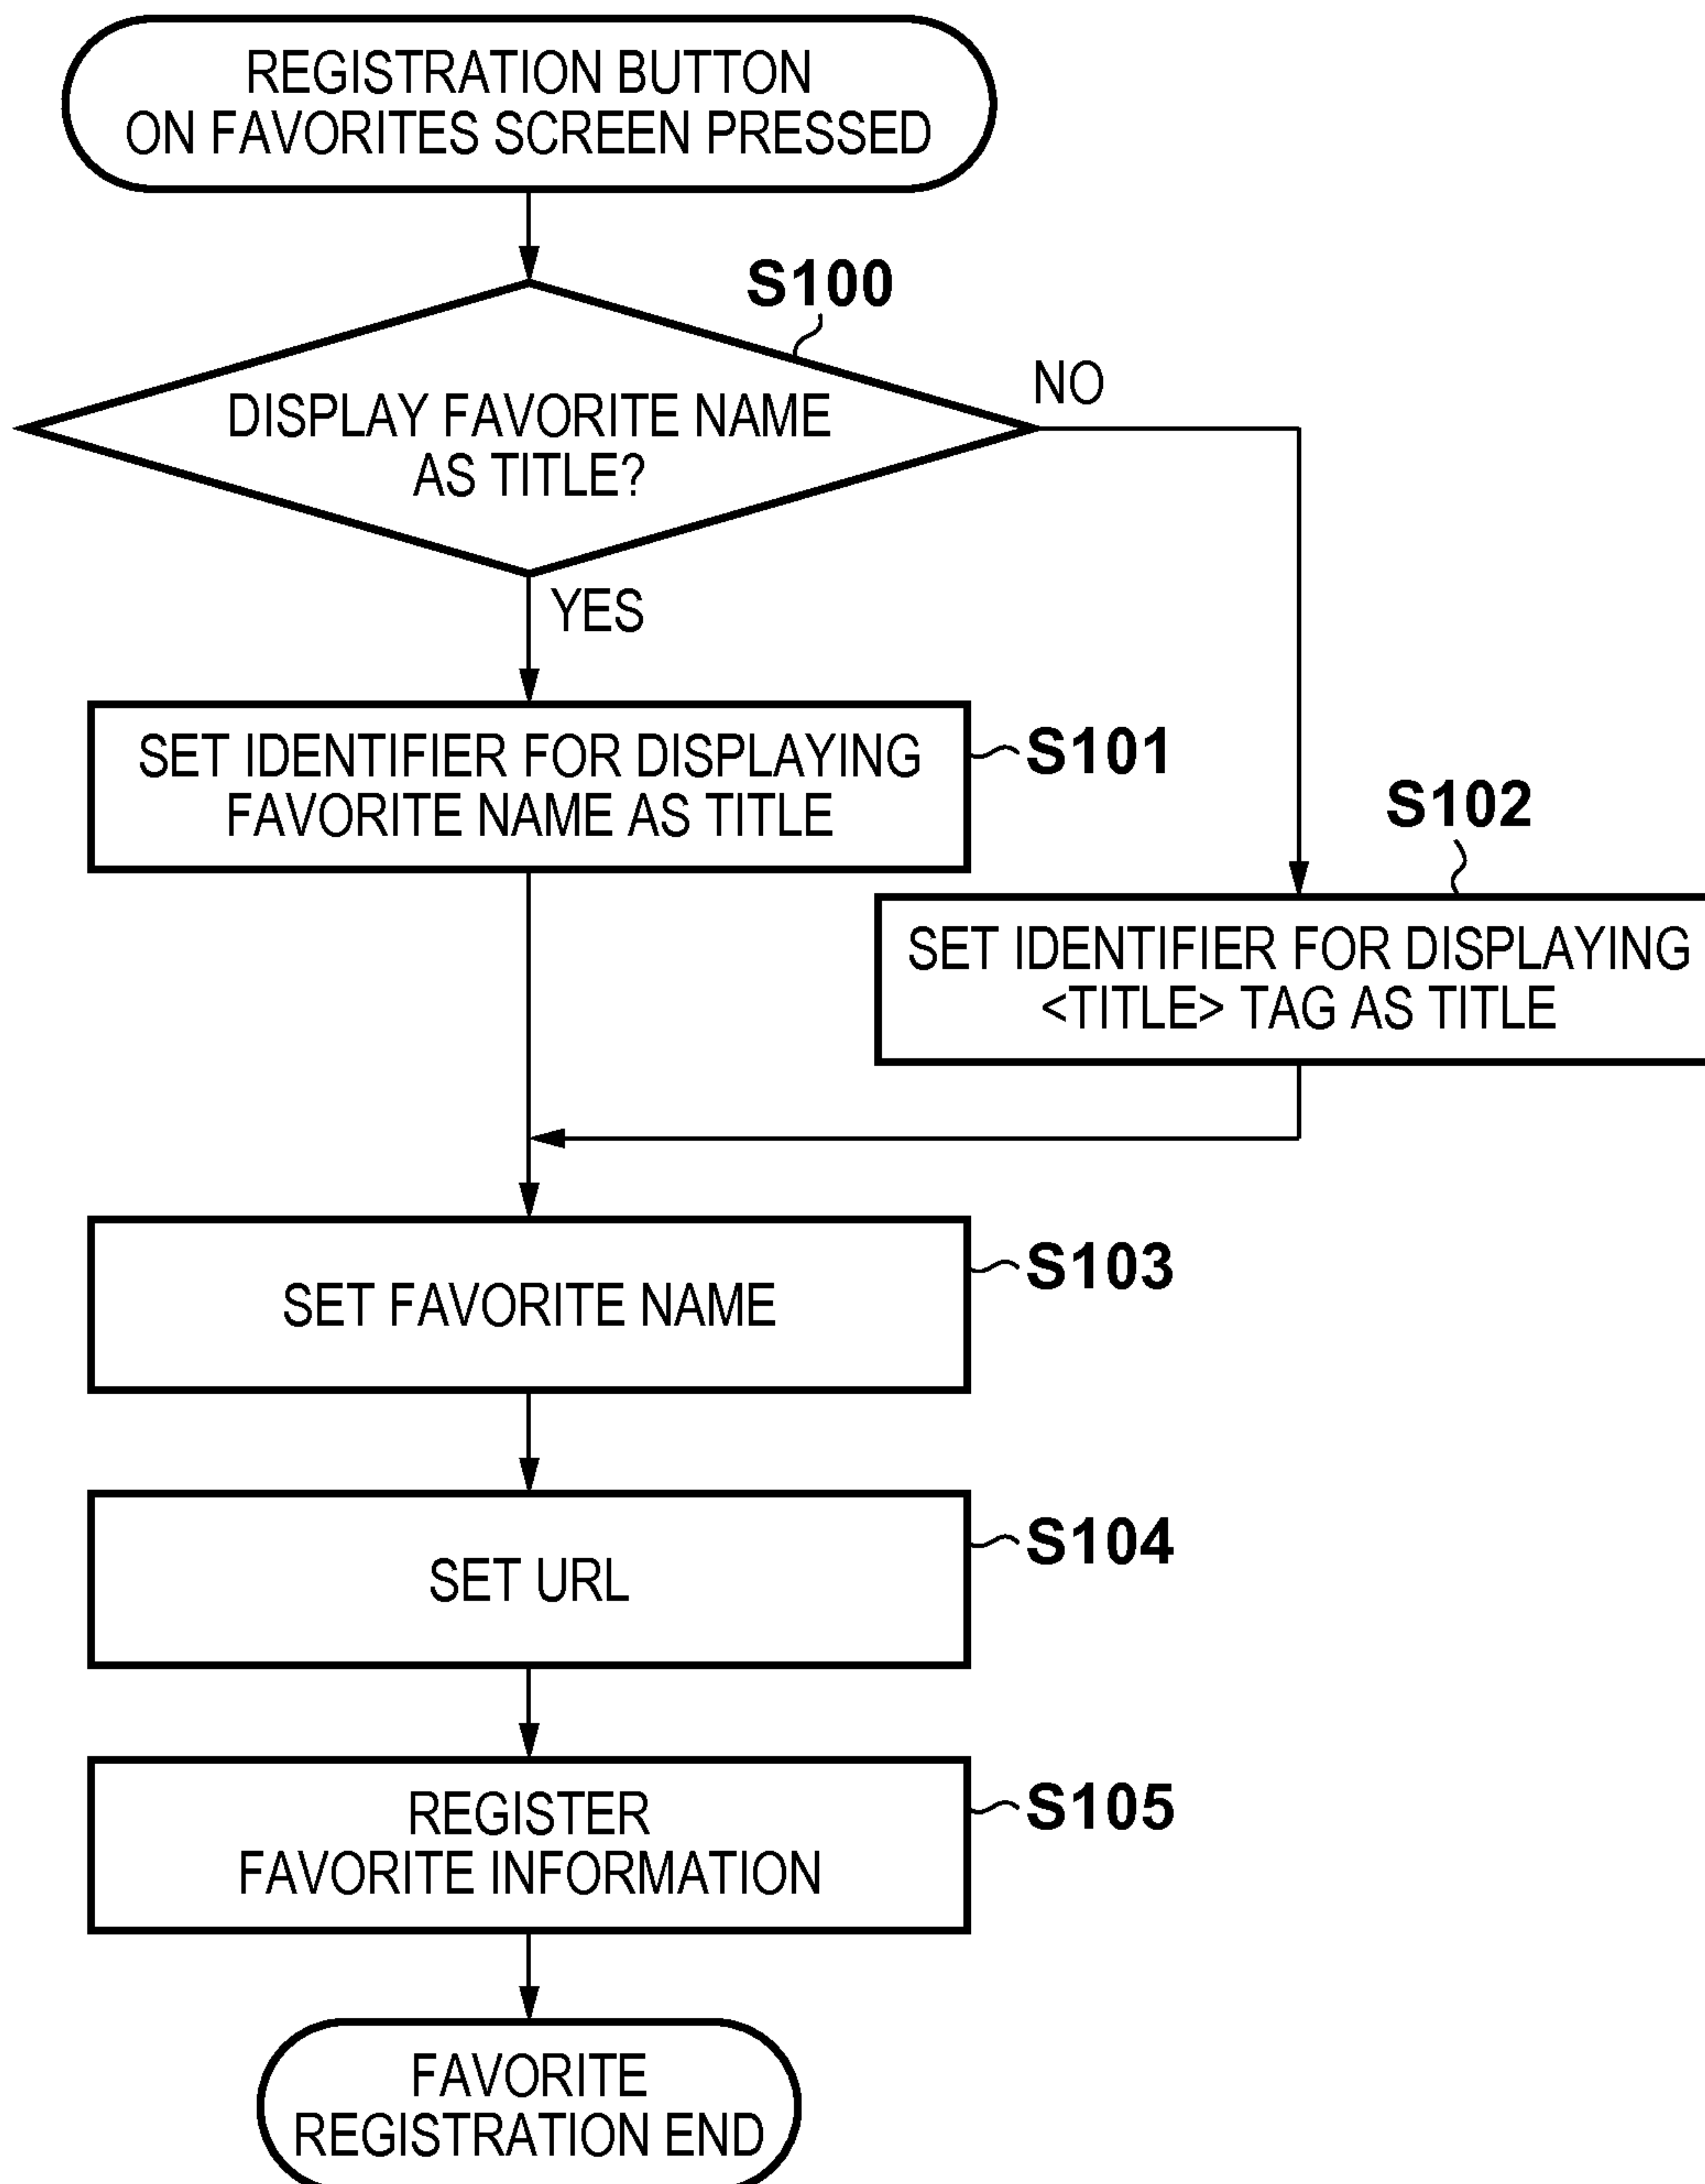 REGISTRATION BUTTON
ON FAVORITES SCREEN PRESSED
S100
DISPLAY FAVORITE NAME
AS TITLE?
NO
YES
SET IDENTIFIER FOR DISPLAYING
FAVORITE NAME AS TITLE
S101
S102
SET IDENTIFIER FOR DISPLAYING
<TITLE> TAG AS TITLE
SET FAVORITE NAME
S103
SET URL
S104
REGISTER
FAVORITE INFORMATION
S105
FAVORITE
REGISTRATION END